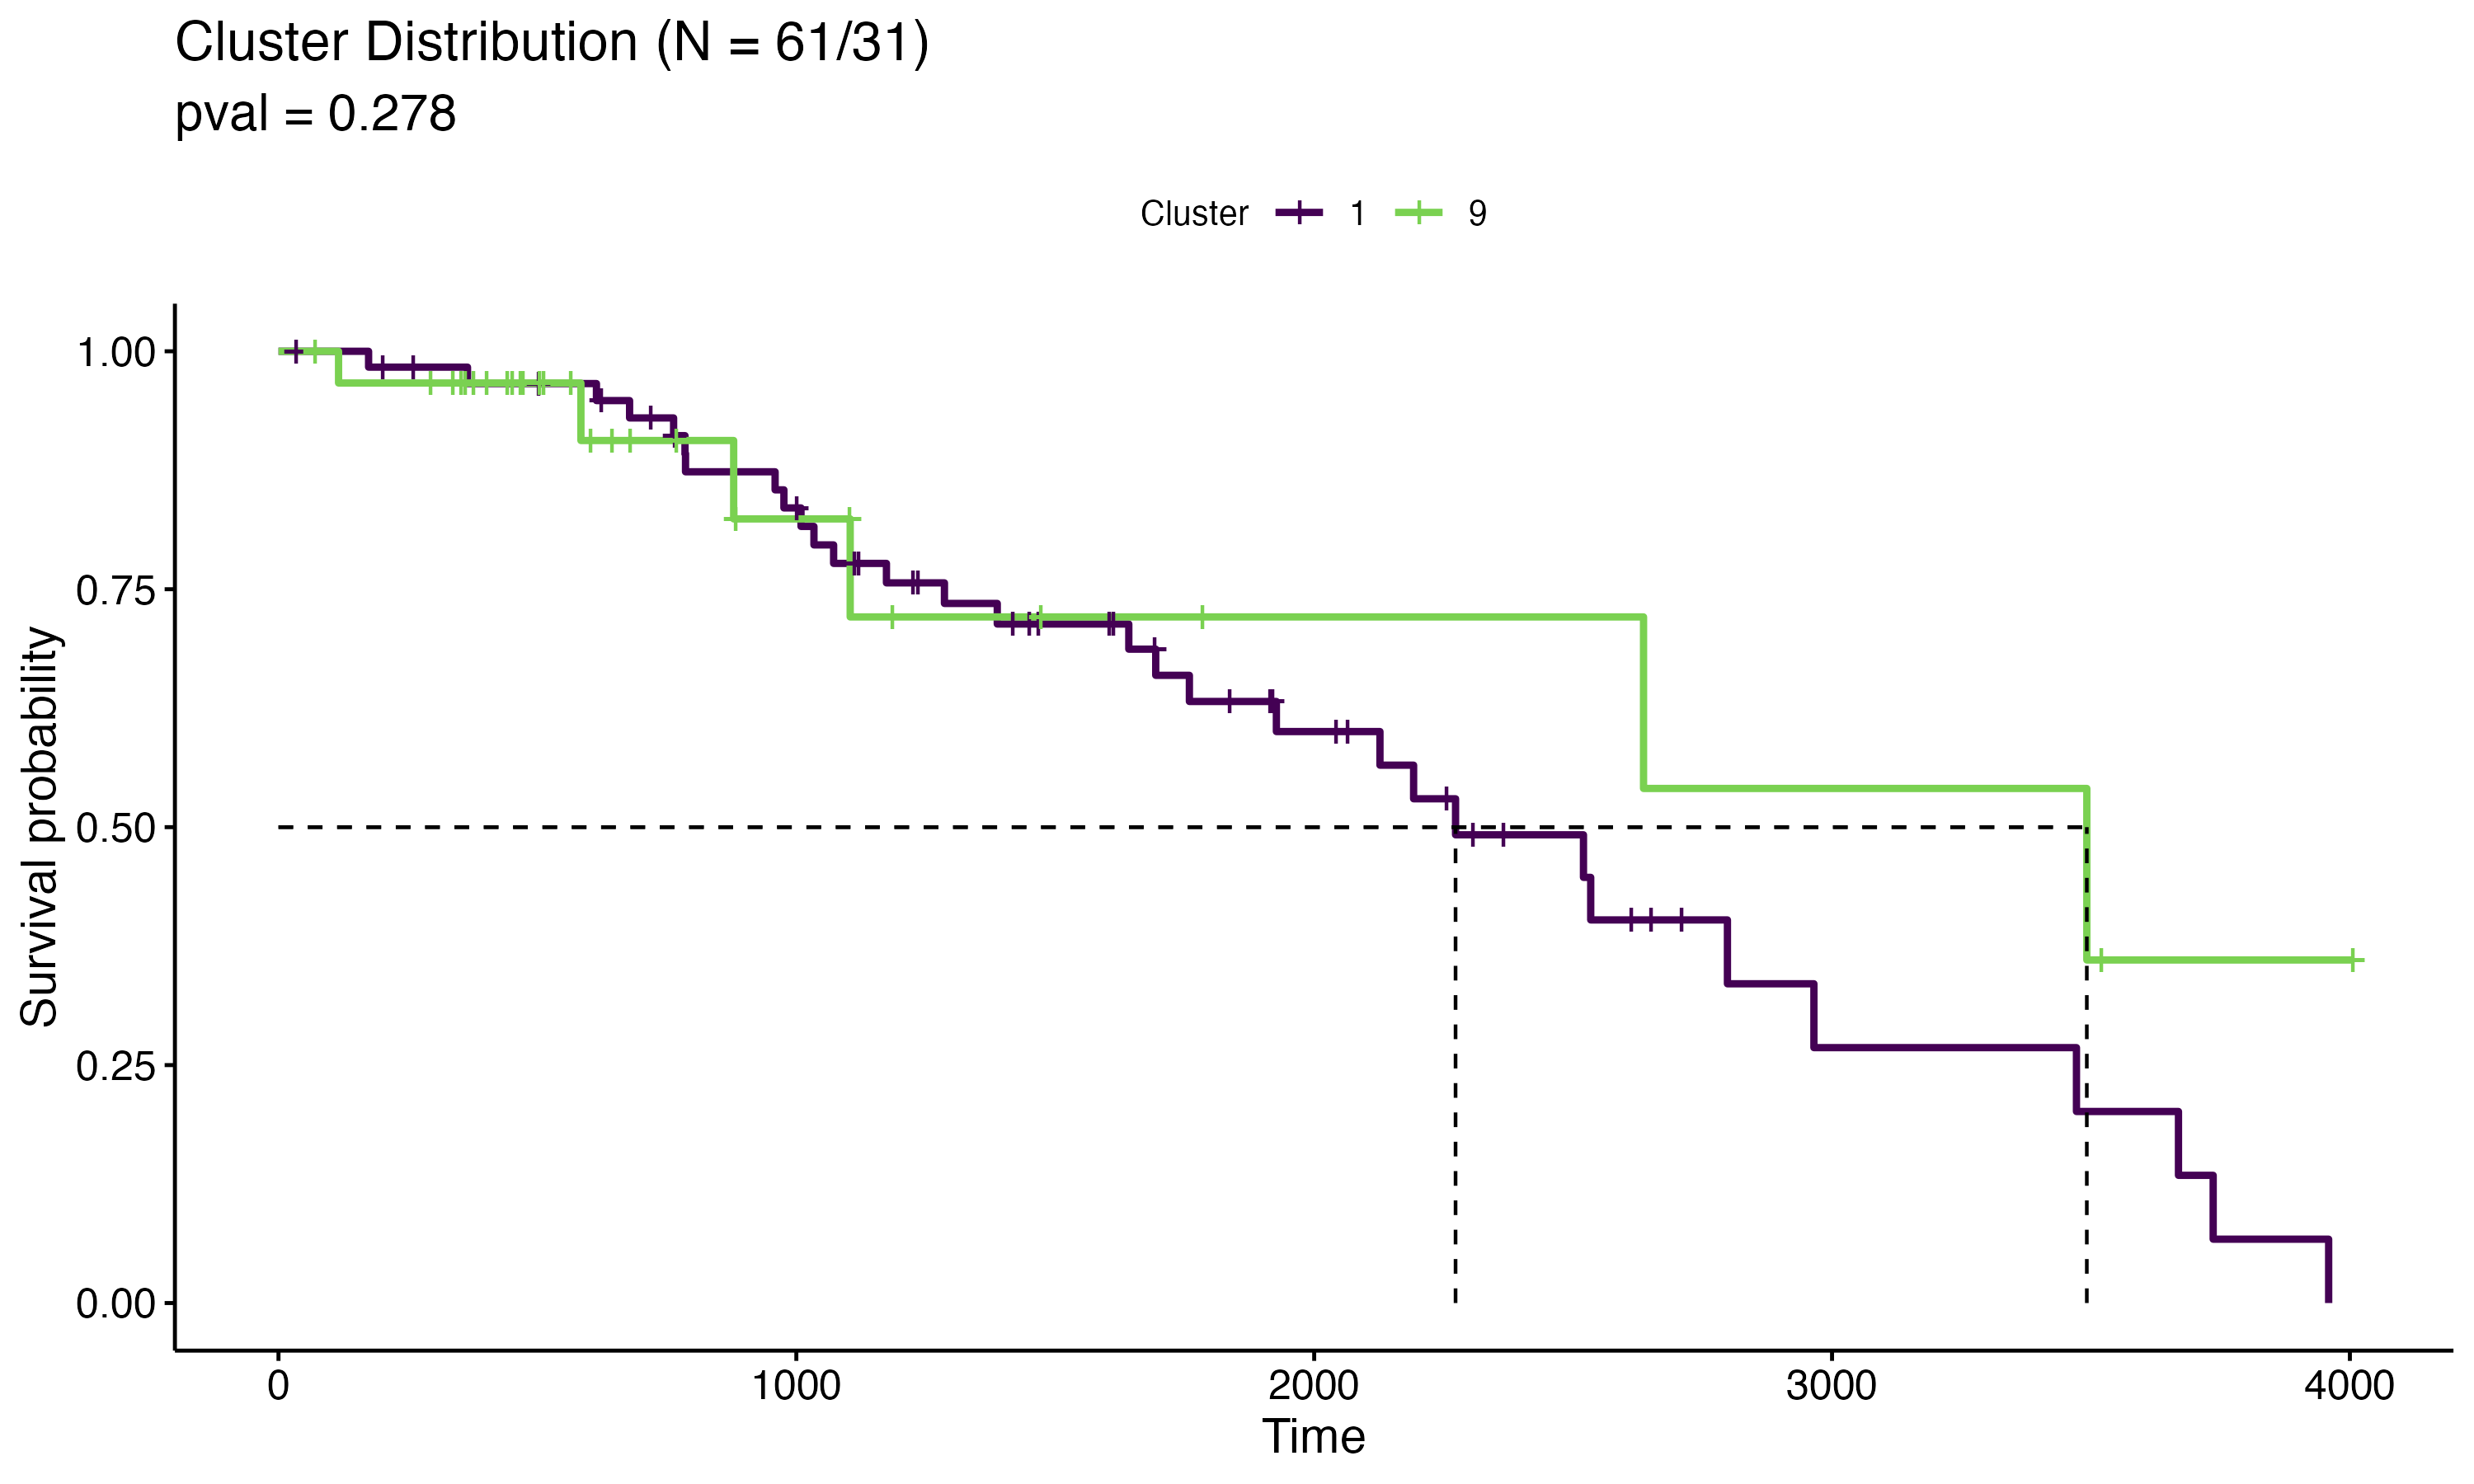 Cluster Distribution (N = 61/31)
pval = 0.278
Cluster 1 9
Survival probability
1.00
0.75
0.50
0.25
0.00
0 1000 2000 3000 4000
Time